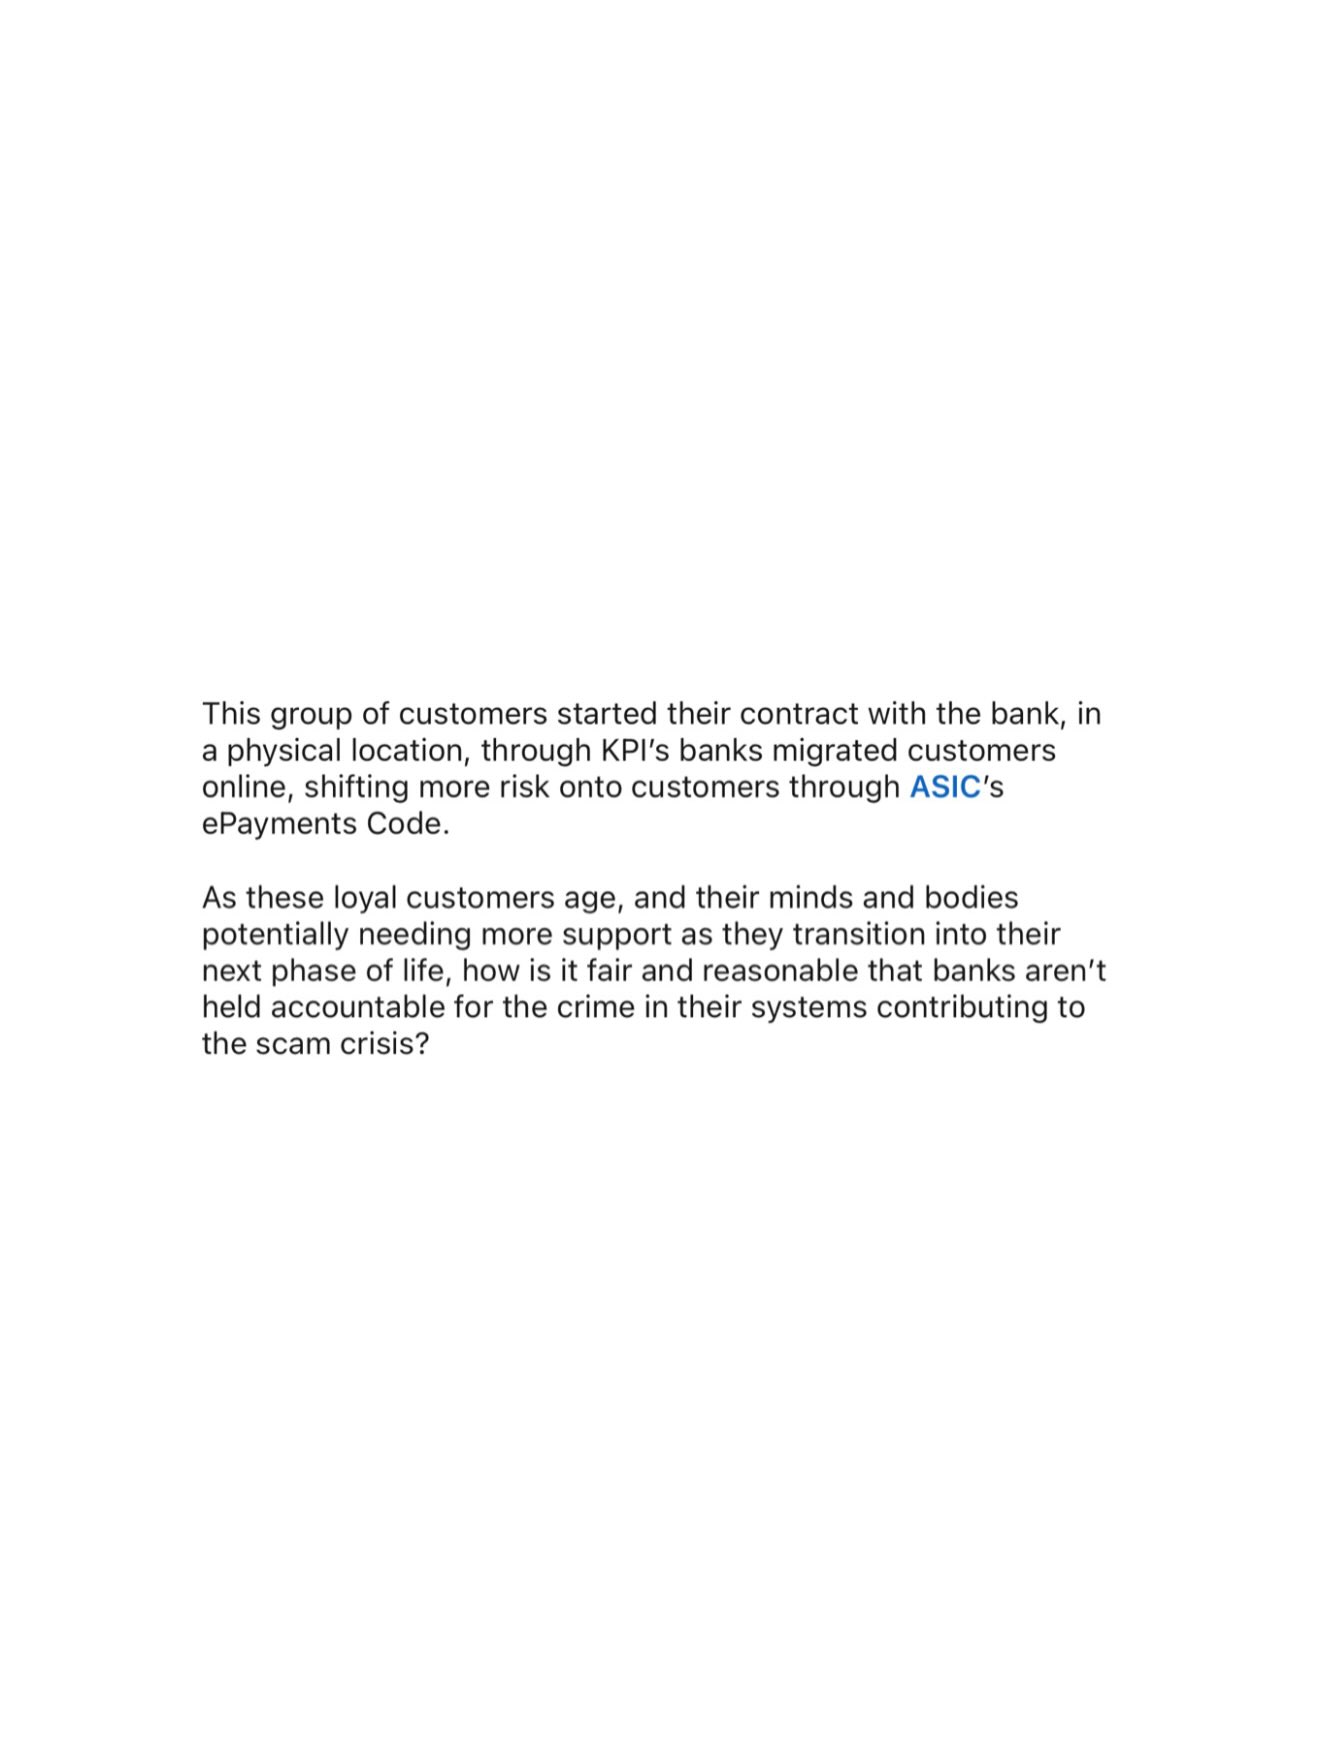 This group of customers started their contract with the bank, in
a physical location, through KPI’s banks migrated customers
online, shifting more risk onto customers through ASIC’s
ePayments Code.
As these loyal customers age, and their minds and bodies
potentially needing more support as they transition into their
next phase of life, how is it fair and reasonable that banks aren’t
held accountable for the crime in their systems contributing to
the scam crisis?